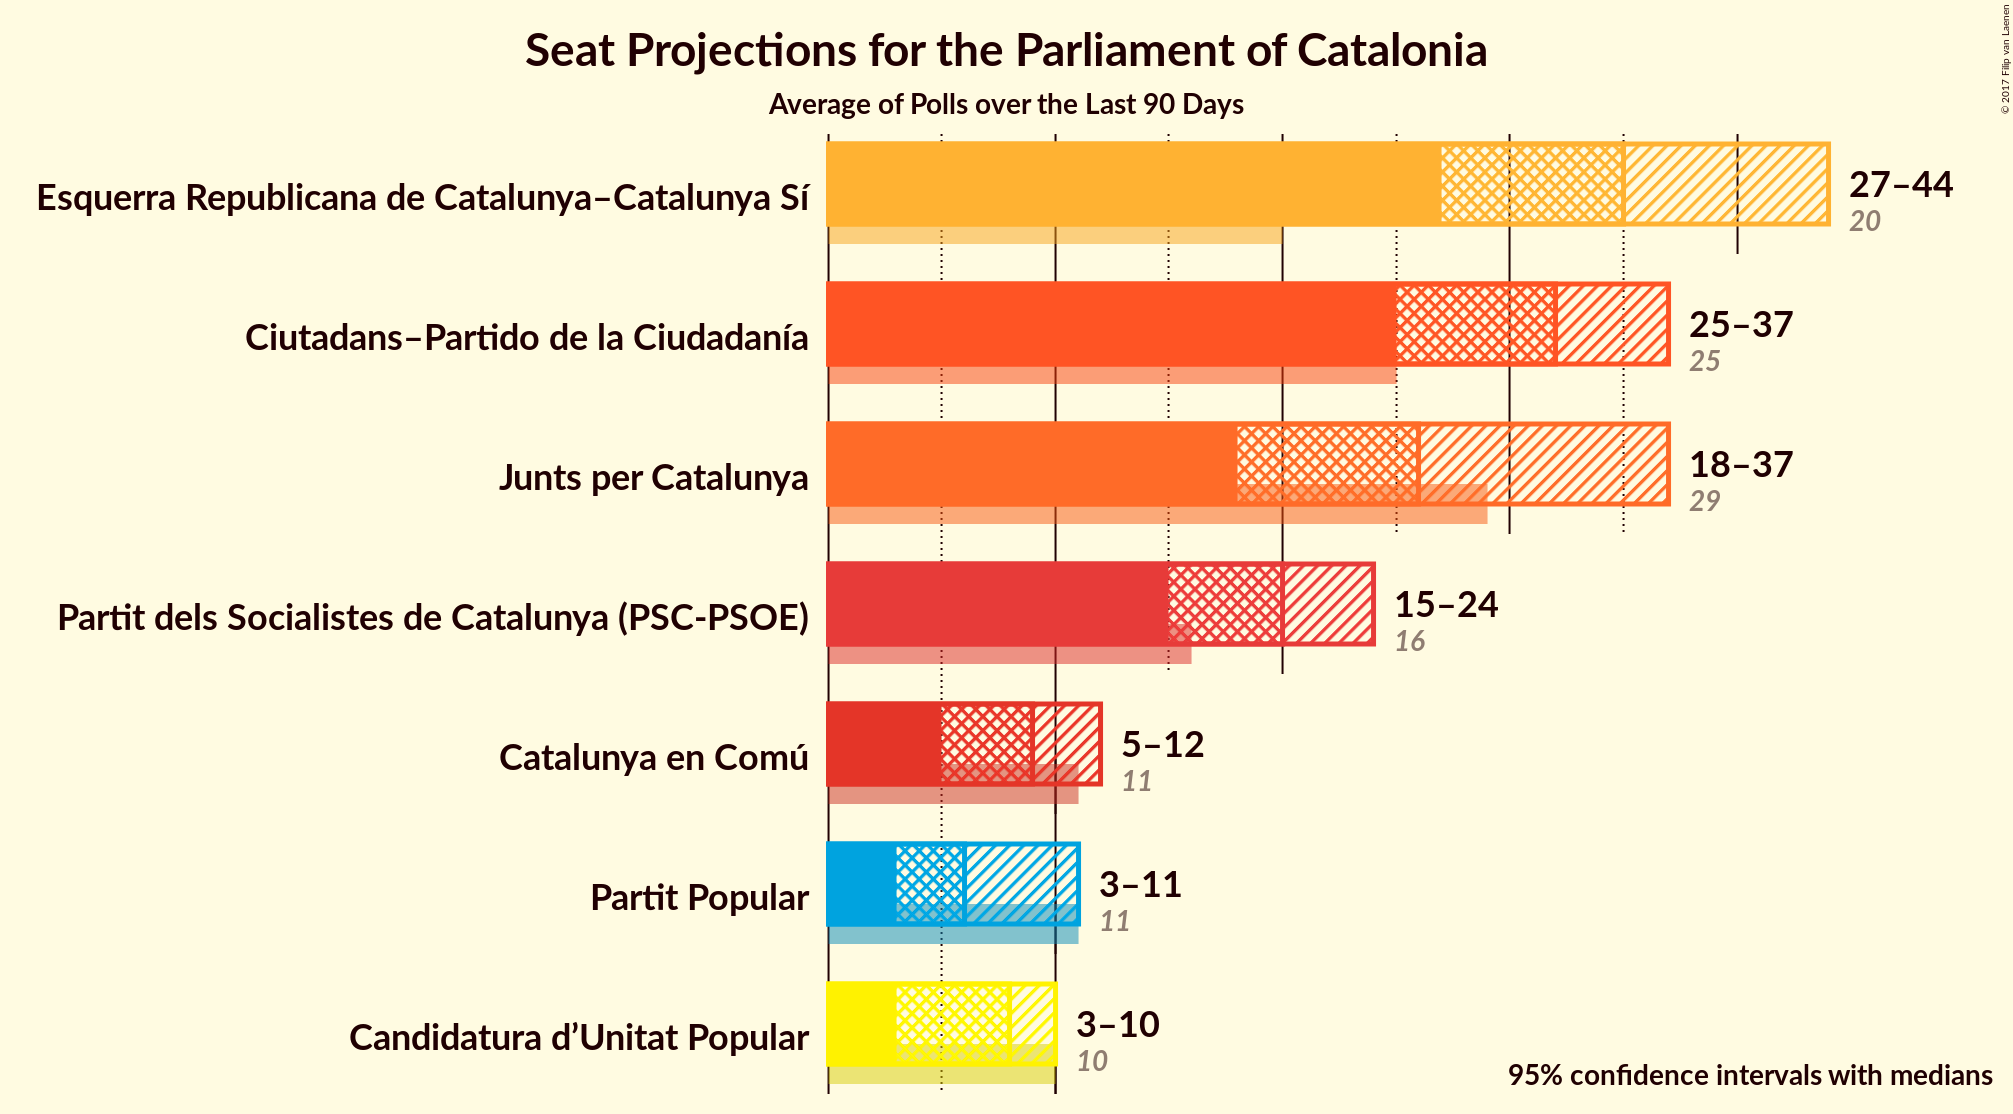 Seat Projections for the Parliament of Catalonia
Average of Polls over the Last 90 Days
© 2017 Filip van Laenen
Esquerra Republicana de Catalunya–Catalunya Sí
27–44
20
Ciutadans–Partido de la Ciudadanía
25–37
25
Junts per Catalunya
18–37
29
Partit dels Socialistes de Catalunya (PSC-PSOE)
15–24
16
Catalunya en Comú
5–12
11
Partit Popular
3–11
11
Candidatura d’Unitat Popular
3–10
10
95% confidence intervals with medians